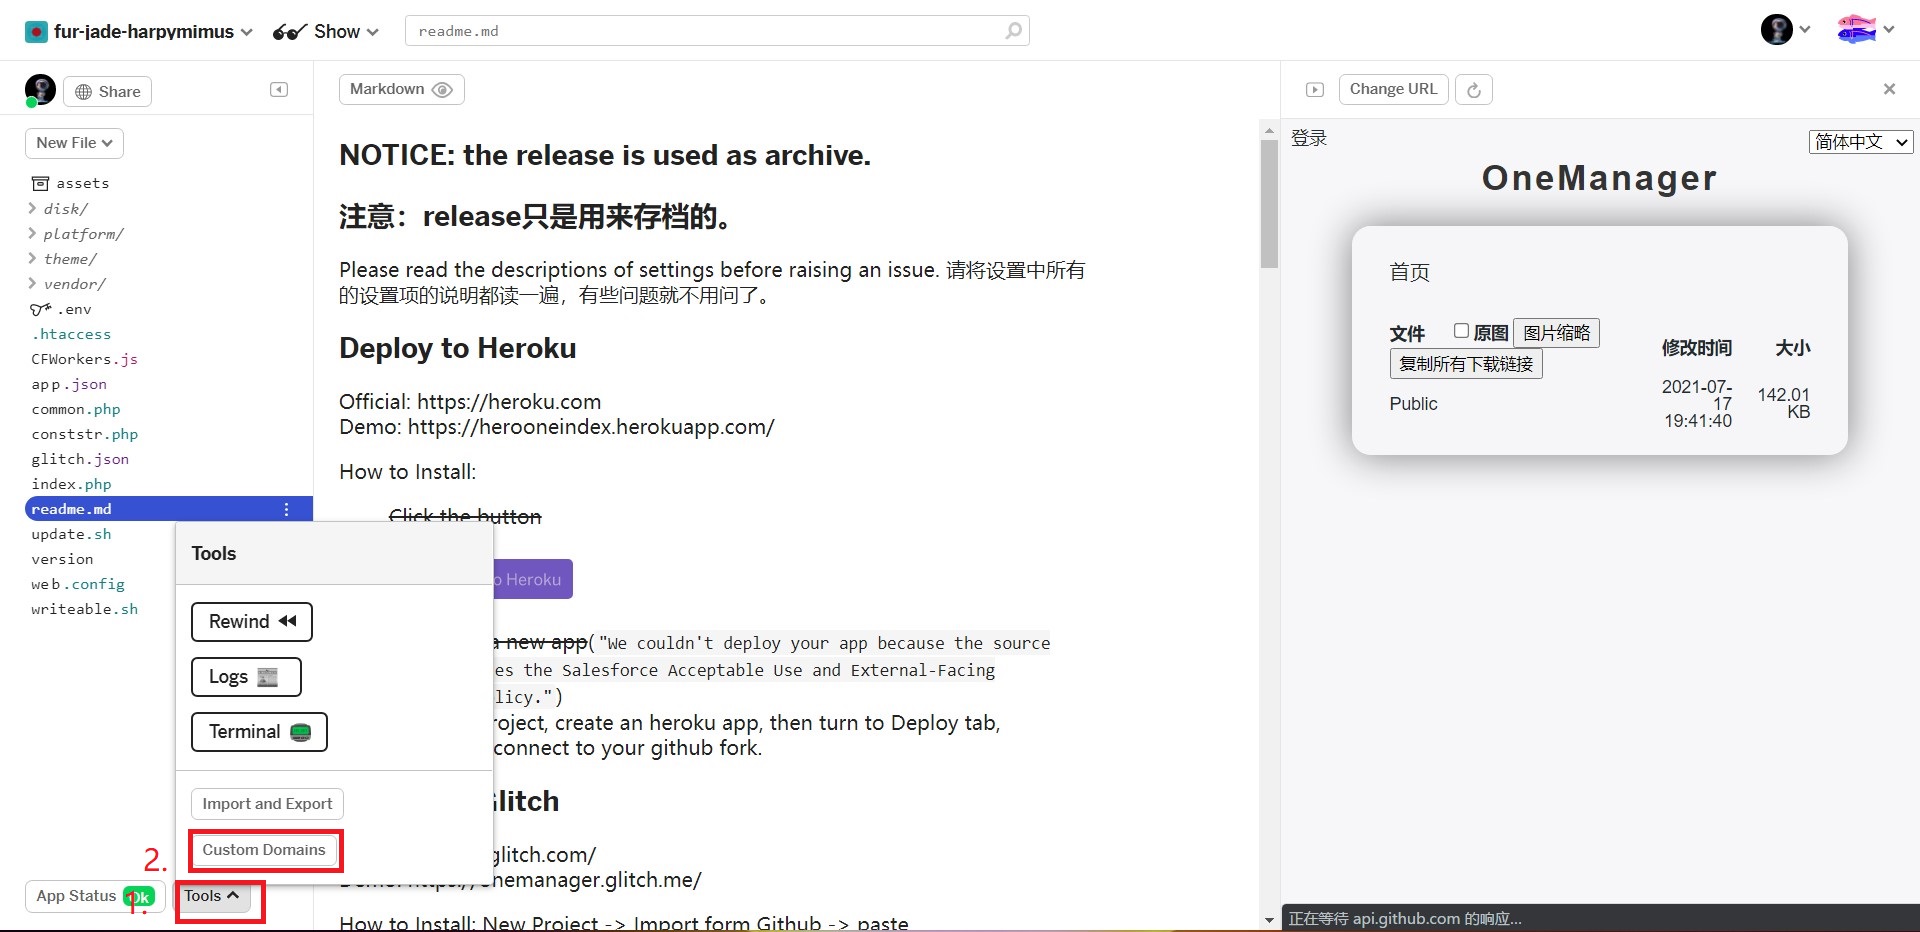 fur-jade-harpymimus
Show
readme.md
Share
New File
assets
disk/
platform/
theme/
vendor/
.env
.htaccess
CFWorkers.js
app.json
common.php
conststr.php
glitch.json
index.php
readme.md
update.sh
version
web.config
writeable.sh
Tools
Rewind
Logs
Terminal
Import and Export
Custom Domains
2.
App Status Ok
1.
Tools
Markdown
NOTICE: the release is used as archive.
注意：release只是用来存档的。
Please read the descriptions of settings before raising an issue. 请将设置中所有
的设置项的说明都读一遍，有些问题就不用问了。
Deploy to Heroku
Official: https://heroku.com
Demo: https://herooneindex.herokuapp.com/
How to Install:
Click the button
o Heroku
a new app("We couldn't deploy your app because the source
es the Salesforce Acceptable Use and External-Facing
licy.")
roject, create an heroku app, then turn to Deploy tab,
connect to your github fork.
Glitch
glitch.com/
Demo: https://onemanager.glitch.me/
How to Install: New Project -> Import form Github -> paste
Change URL
登录
简体中文
OneManager
首页
文件 原图 图片缩略
复制所有下载链接
修改时间 大小
Public
2021-07-
17
19:41:40
142.01
KB
正在等待 api.github.com 的响应...